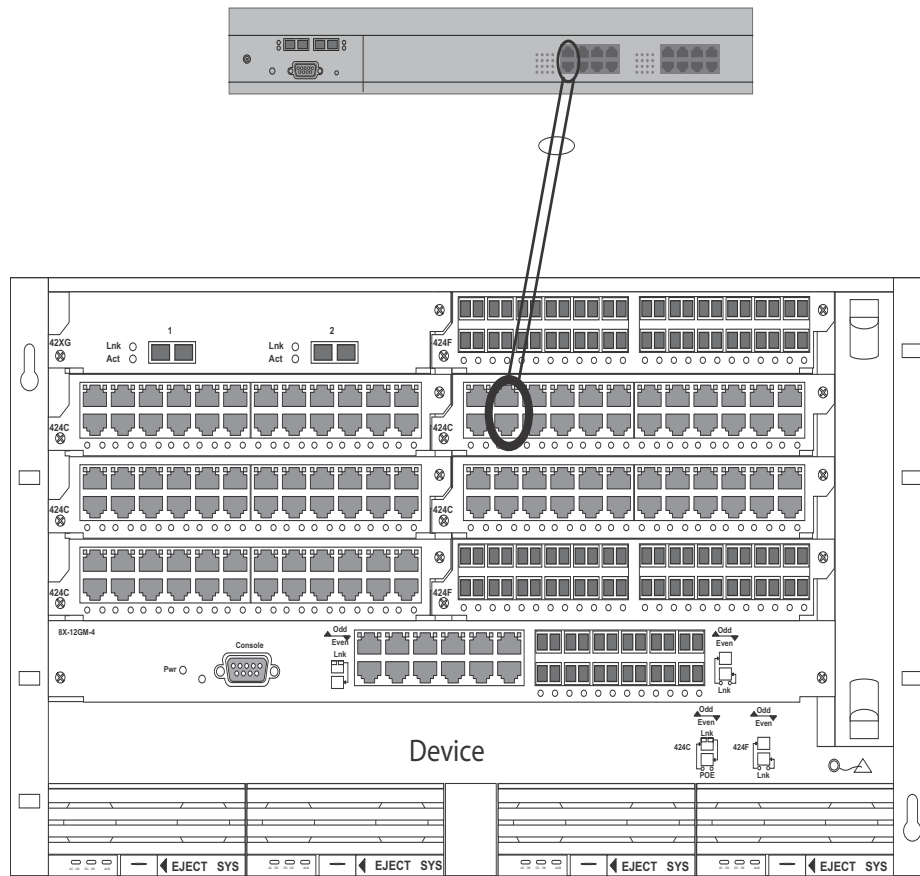 1
2
42XG
Lnk
Act
Lnk
Act
424F
424C
424C
424C
424C
424C
424F
8X-12GM-4
Console
Pwr
Odd
Even
Lnk
Odd
Even
Lnk
Device
Odd
Even
Lnk
424C
POE
Odd
Even
424F
Lnk
EJECT SYS
EJECT SYS
EJECT SYS
EJECT SYS